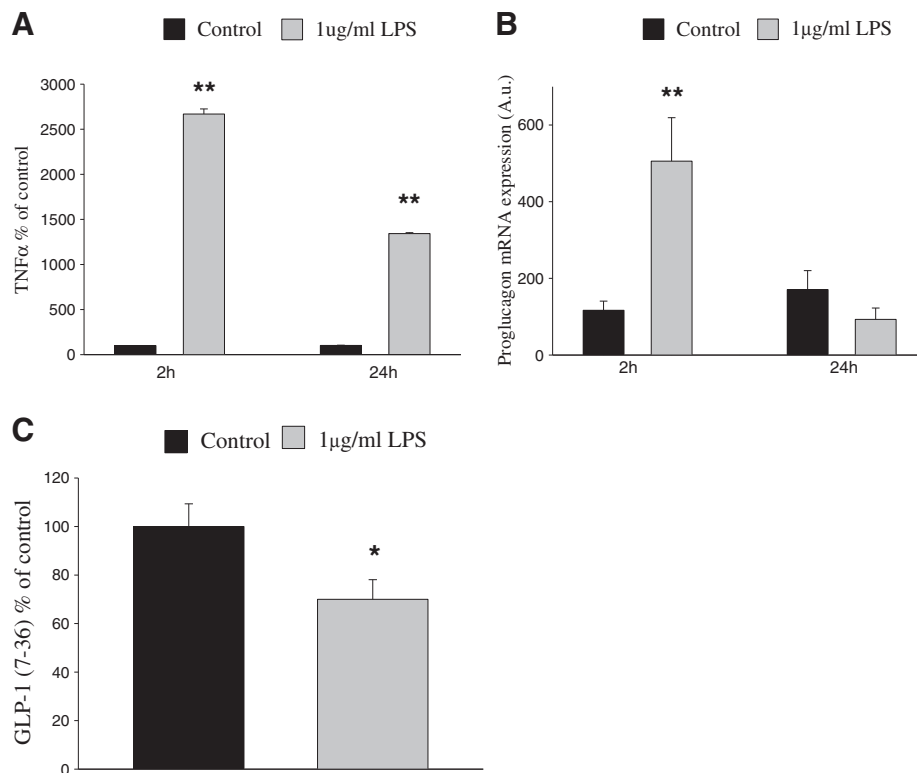 A
Control 1ug/ml LPS
TNFα % of control
3000
2500
2000
1500
1000
500
0
**
**
2h 24h
B
Control 1μg/ml LPS
Proglucagon mRNA expression (A.u.)
600
400
200
0
**
2h 24h
C
Control 1μg/ml LPS
GLP-1 (7-36) % of control
120
100
80
60
40
20
0
*